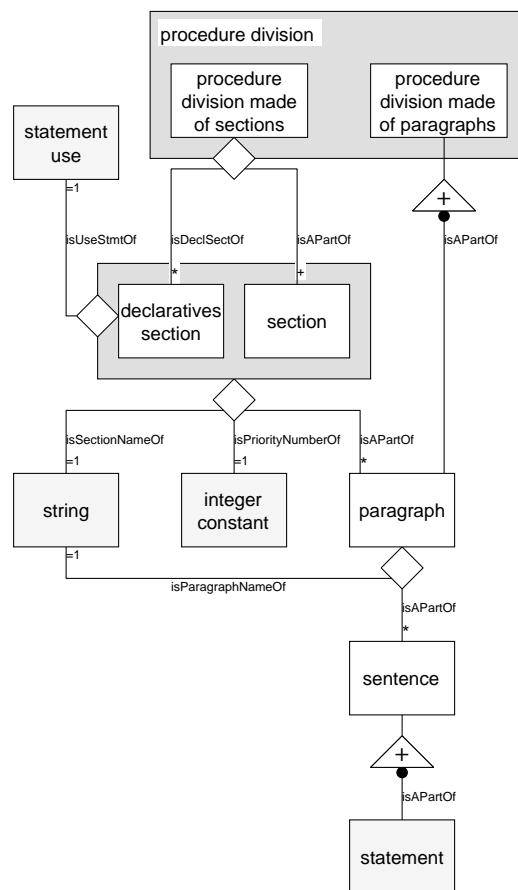 procedure division
procedure
division made
of sections
procedure
division made
of paragraphs
statement
use
=1
+
isUseStmtOf
isDeclSectOf
isAPartOf
isAPartOf
*
+
declaratives
section
section
isSectionNameOf
isPriorityNumberOf
isAPartOf
=1
=1
*
string
integer
constant
paragraph
=1
isParagraphNameOf
isAPartOf
*
sentence
+
isAPartOf
statement